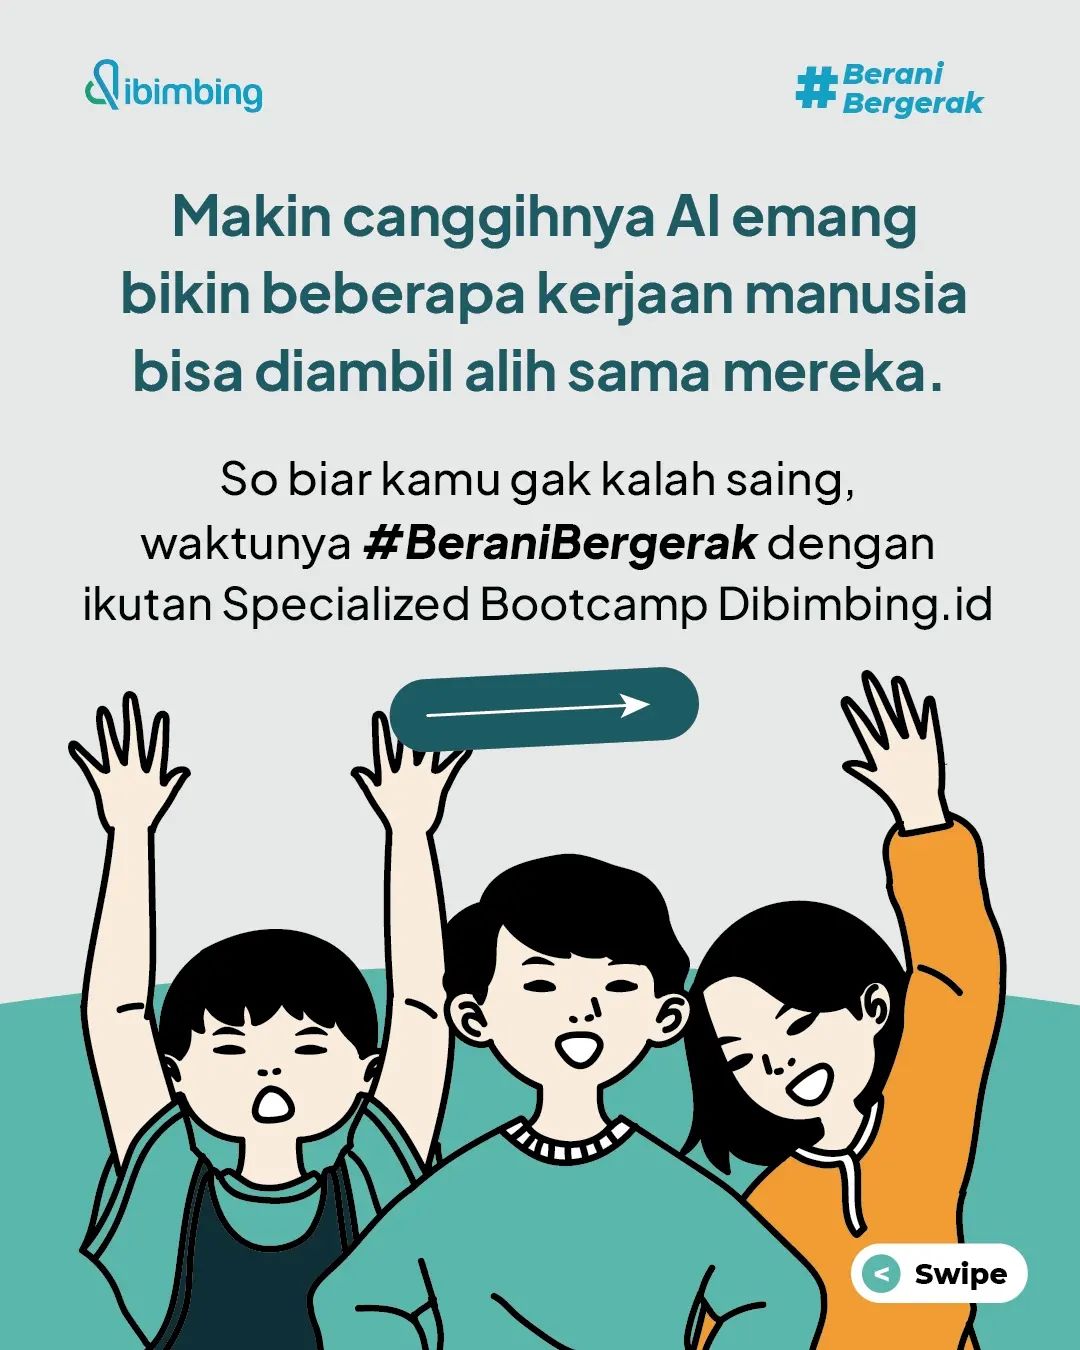 dibimbing
#Berani
Bergerak
Makin canggihnya AI emang
bikin beberapa kerjaan manusia
bisa diambil alih sama mereka.
So biar kamu gak kalah saing,
waktunya #BeraniBergerak dengan
ikutan Specialized Bootcamp Dibimbing.id
< Swipe